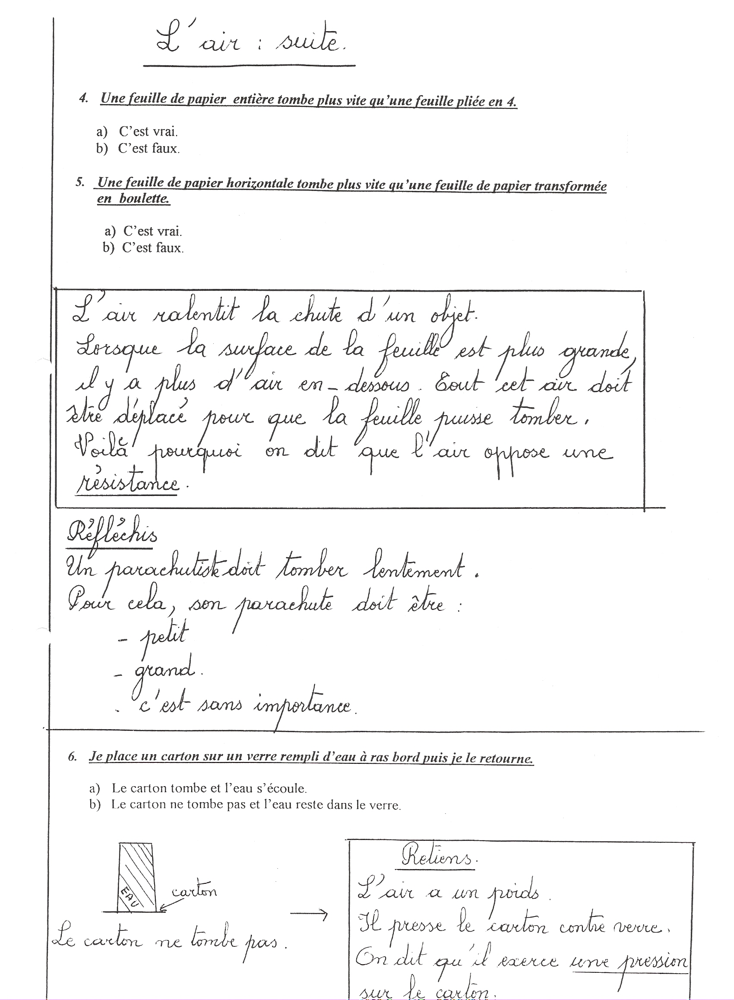 L'air : suite.
4. Une feuille de papier entière tombe plus vite qu'une feuille pliée en 4.
a) C'est vrai.
b) C'est faux.
5. Une feuille de papier horizontale tombe plus vite qu'une feuille de papier transformée
en boulette.
a) C'est vrai.
b) C'est faux.
L'air ralentit la chute d'un objet.
Lorsque la surface de la feuille est plus grande,
il y a plus d'air en-dessous. Tout cet air doit
être déplacé pour que la feuille puisse tomber.
Voilà pourquoi on dit que l'air oppose une
résistance.
Réfléchis
Un parachutiste doit tomber lentement.
Pour cela, son parachute doit être :
- petit
- grand.
. c'est sans importance.
6. Je place un carton sur un verre rempli d'eau à ras bord puis je le retourne.
a) Le carton tombe et l'eau s'écoule.
b) Le carton ne tombe pas et l'eau reste dans le verre.
EAU
carton
Le carton ne tombe pas.
Retiens.
L'air a un poids.
Il presse le carton contre verre.
On dit qu'il exerce une pression
sur le carton.